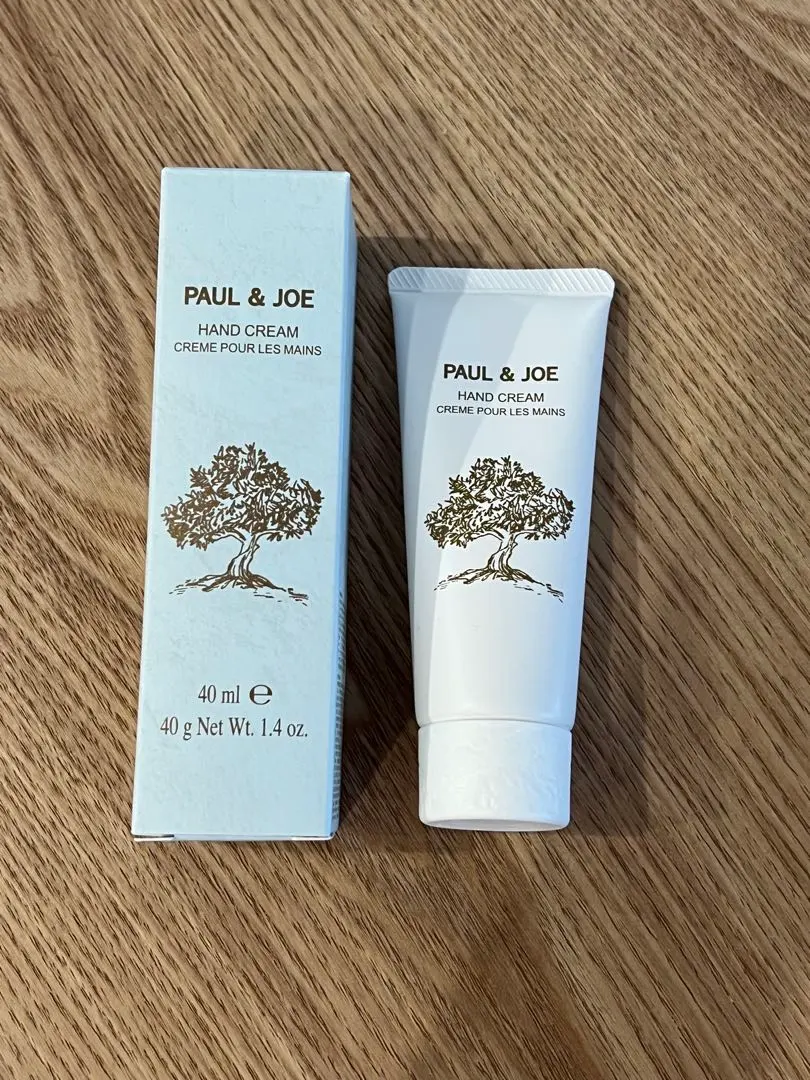 PAUL & JOE
HAND CREAM
CREME POUR LES MAINS
40 ml ℮
40 g Net Wt. 1.4 oz.
PAUL & JOE
HAND CREAM
CREME POUR LES MAINS